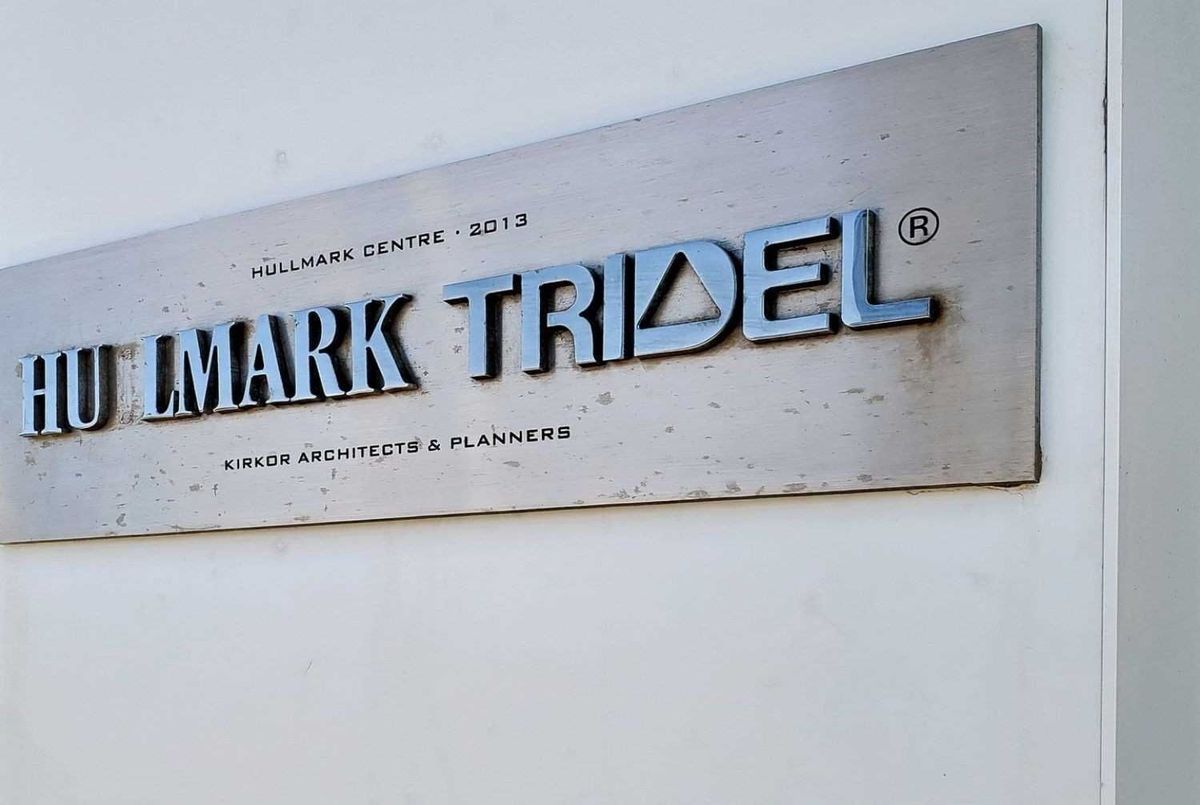 HULLMARK CENTRE · 2013
HU LMARK TRIDEL®
KIRKOR ARCHITECTS & PLANNERS